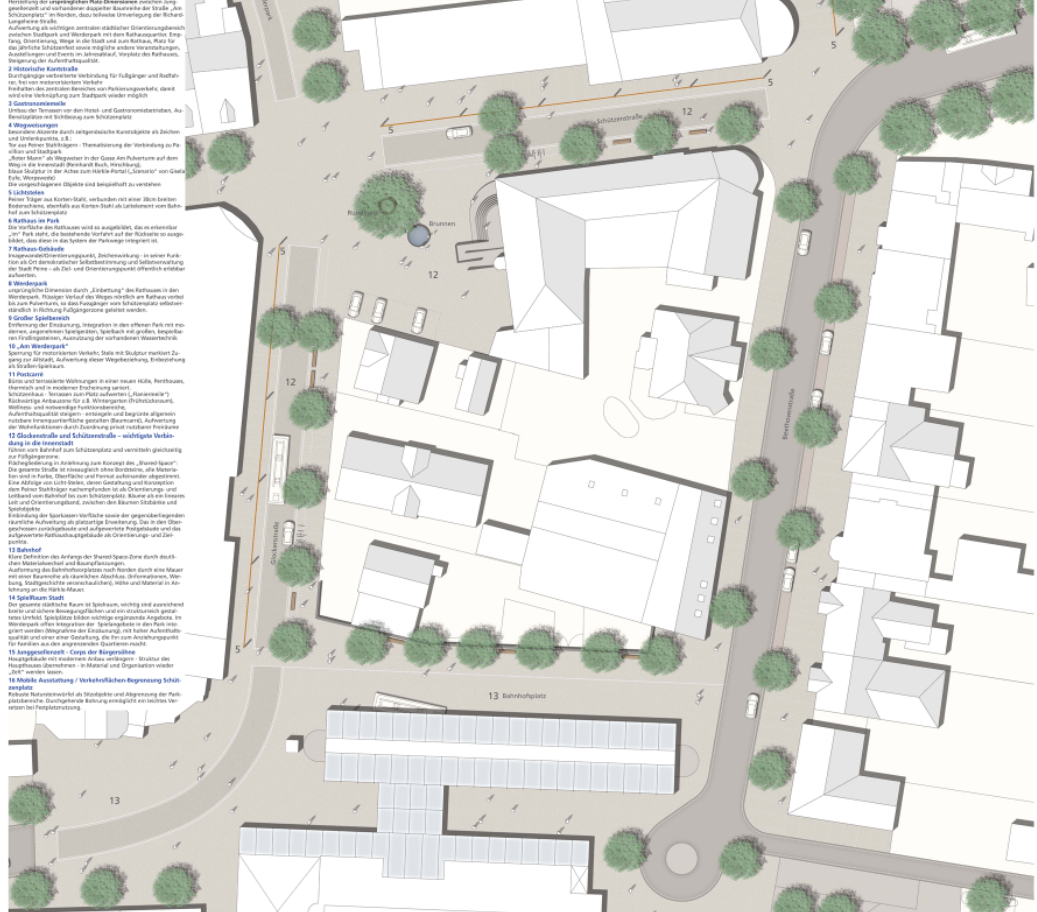 Herstellung der ursprünglichen Platz-Dimensionen zwischen Jung-
gesellenzelt und vorhandener doppelter Baumreihe der Straße „Am
Schützenplatz" im Norden, dazu teilweise Umverlegung der Richard-
Langeheine-Straße.
Aufwertung als wichtigen zentralen städtischer Orientierungsbereich
zwischen Stadtpark und Werderpark mit dem Rathausquartier. Emp-
fang, Orientierung, Wege in die Stadt und zum Rathaus, Platz für
das jährliche Schützenfest sowie mögliche andere Veranstaltungen,
Ausstellungen und Events im Jahresablauf, Vorplatz des Rathauses,
Steigerung der Aufenthaltsqualität.
2 Historische Kantstraße
Durchgängige verbreiterte Verbindung für Fußgänger und Radfah-
rer, frei von motorisiertem Verkehr
Freihalten des zentralen Bereiches von Parkierungsverkehr, damit
wird eine Verknüpfung zum Stadtpark wieder möglich
3 Gastronomiemeile
Umbau der Terrassen vor den Hotel- und Gastronomiebetrieben, Au-
ßensitzplätze mit Sichtbezug zum Schützenplatz
4 Wegweisungen
besondere Akzente durch zeitgenössische Kunstobjekte als Zeichen
und Umlenkpunkte, z.B.:
Tor aus Peiner Stahlträgern - Thematisierung der Verbindung zu Pa-
villion und Stadtpark
„Roter Mann" als Wegweiser in der Gasse Am Pulverturm auf dem
Weg in die Innenstadt (Reinhardt Buch, Hirschburg),
blaue Skulptur in der Achse zum Härkle-Portal („Scenario" von Gisela
Eufe, Worpswede)
Die vorgeschlagenen Objekte sind beispielhaft zu verstehen
5 Lichtstelen
Peiner Träger aus Korten-Stahl, verbunden mit einer 30cm breiten
Bodenschiene, ebenfalls aus Korten-Stahl als Leitelement vom Bahn-
hof zum Schützenplatz
6 Rathaus im Park
Die Vorfläche des Rathauses wird so ausgebildet, das es erkennbar
„im" Park steht, die bestehende Vorfahrt auf der Rückseite so ausge-
bildet, dass diese in das System der Parkwege integriert ist.
7 Rathaus-Gebäude
Imagewandel/Orientierungspunkt, Zeichenwirkung - in seiner Funk-
tion als Ort demokratischer Selbstbestimmung und Selbstverwaltung
der Stadt Peine – als Ziel- und Orientierungspunkt öffentlich erlebbar
aufwerten.
8 Werderpark
ursprüngliche Dimension durch „Einbettung" des Rathauses in den
Werderpark. Flüssiger Verlauf des Weges nördlich am Rathaus vorbei
bis zum Pulverturm, so dass Fussgänger vom Schützenplatz selbstver-
ständlich in Richtung Fußgängerzone geleitet werden.
9 Großer Spielbereich
Entfernung der Einzäunung, Integration in den offenen Park mit mo-
dernen, angenehmen Spielgeräten, Spielbach mit großen, bespielba-
ren Findlingsteinen, Ausnutzung der vorhandenen Wassertechnik
10 „Am Werderpark"
Sperrung für motorisierten Verkehr, Stele mit Skulptur markiert Zu-
gang zur Altstadt, Aufwertung dieser Wegebeziehung, Einbeziehung
als Straßen-Spielraum.
11 Postcarré
Büros und terrassierte Wohnungen in einer neuen Hülle, Penthouses,
thermisch und in moderner Erscheinung saniert.
Schützenhaus - Terrassen zum Platz aufwerten („Flaniermeile")
Rückwärtige Anbauzone für z.B. Wintergarten (Frühstücksraum),
Wellness- und notwendige Funktionsbereiche,
Aufenthaltsqualität steigern - entsiegeln und begrünte allgemein
nutzbare Innenquartierfläche gestalten (Baumcarré), Aufwertung
der Wohnfunktionen durch Zuordnung privat nutzbarer Freiräume
12 Glockenstraße und Schützenstraße – wichtigste Verbin-
dung in die Innenstadt
führen vom Bahnhof zum Schützenplatz und vermitteln gleichzeitig
zur Fußgängerzone.
Flächengliederung in Anlehnung zum Konzept des „Shared-Space":
Die gesamte Straße ist niveaugleich ohne Bordsteine, alle Materia-
lien sind in Farbe, Oberfläche und Format aufeinander abgestimmt.
Eine Abfolge von Licht-Stelen, deren Gestaltung und Konzeption
dem Peiner Stahlträger nachempfunden ist als Orientierungs- und
Leitband vom Bahnhof bis zum Schützenplatz. Bäume als ein lineares
Leit und Orientierungsband, zwischen den Bäumen Sitzbänke und
Spielobjekte
Einbindung der Sparkassen-Vorfläche sowie der gegenüberliegenden
räumliche Aufweitung als platzartige Erweiterung. Das in den Ober-
geschossen zurückgebaute und aufgewertete Postgebäude und das
aufgewertete Rathaushauptgebäude als Orientierungs- und Ziel-
punkte.
13 Bahnhof
Klare Definition des Anfangs der Shared-Space-Zone durch deutli-
chen Materialwechsel und Baumpflanzungen.
Ausformung des Bahnhofsvorplatzes nach Norden durch eine Mauer
mit einer Baumreihe als räumlichen Abschluss. (Informationen, Wer-
bung, Stadtgeschichte veranschaulichen), Höhe und Material in An-
lehnung an die Härkle-Mauer.
14 SpielRaum Stadt
Der gesamte städtische Raum ist Spielraum, wichtig sind ausreichend
breite und sichere Bewegungsflächen und ein strukturreich gestal-
tetes Umfeld. Spielplätze bilden wichtige ergänzende Angebote. Im
Werderpark offen Integration der Spielangebote in den Park inte-
griert werden (Wegnahme der Einzäunung), mit hoher Aufenthalts-
qualität und einer einer Gestaltung, die ihn zum Anziehungspunkt
für Familien aus den angrenzenden Quartieren macht.
15 Junggesellenzelt - Corps der Bürgersöhne
Hauptgebäude mit modernem Anbau verlängern - Struktur des
Haupthauses übernehmen - in Material und Organisation wieder
„Zelt" werden lassen.
16 Mobile Ausstattung / Verkehrsflächen-Begrenzung Schüt-
zenplatz
Robuste Natursteinwürfel als Sitzobjekte und Abgrenzung der Park-
platzbereiche. Durchgehende Bohrung ermöglicht ein leichtes Ver-
setzen bei Festplatznutzung.
5
5
12
Schützenstraße
5
Brunnen
5
12
12
Beethovenstraße
Glockenstraße
5
13 Bahnhofsplatz
13